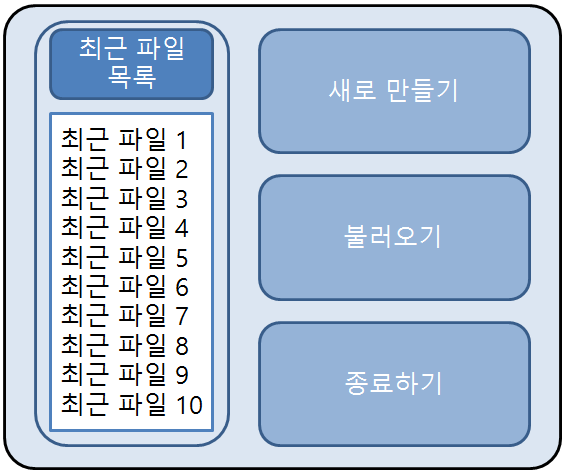 최근 파일
목록
최근 파일 1
최근 파일 2
최근 파일 3
최근 파일 4
최근 파일 5
최근 파일 6
최근 파일 7
최근 파일 8
최근 파일 9
최근 파일 10
새로 만들기
불러오기
종료하기